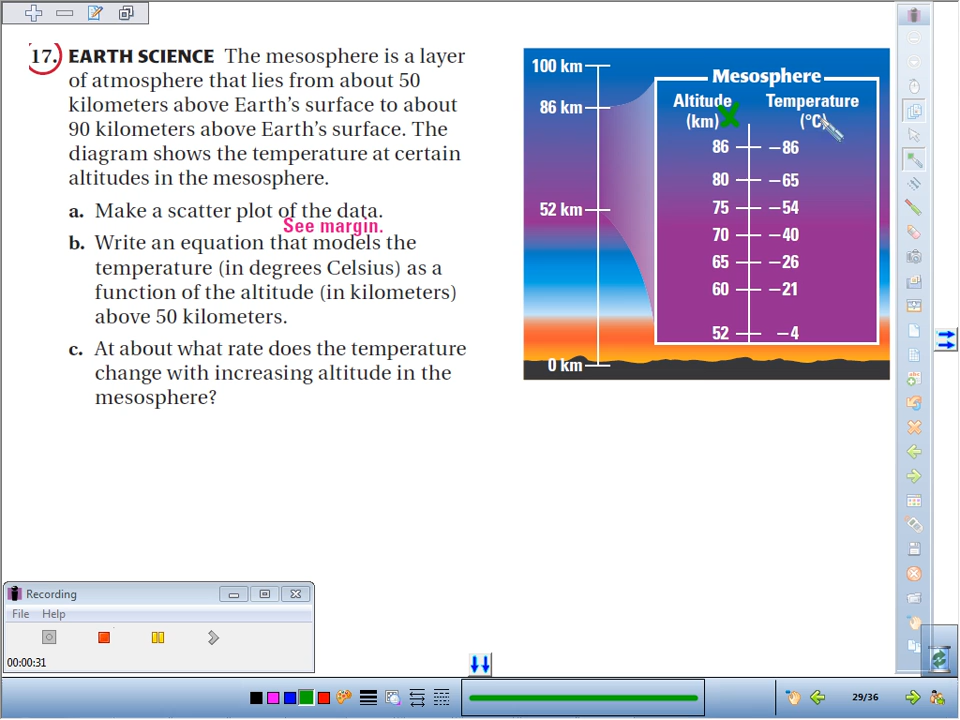 17. EARTH SCIENCE The mesosphere is a layer
of atmosphere that lies from about 50
kilometers above Earth's surface to about
90 kilometers above Earth's surface. The
diagram shows the temperature at certain
altitudes in the mesosphere.
a. Make a scatter plot of the data.
See margin.
b. Write an equation that models the
temperature (in degrees Celsius) as a
function of the altitude (in kilometers)
above 50 kilometers.
c. At about what rate does the temperature
change with increasing altitude in the
mesosphere?
100 km
86 km
52 km
0 km
Mesosphere
Altitude Temperature
(km) X (°C)
86 −86
80 −65
75 −54
70 −40
65 −26
60 −21
52 −4
Recording
File Help
00:00:31
29/36